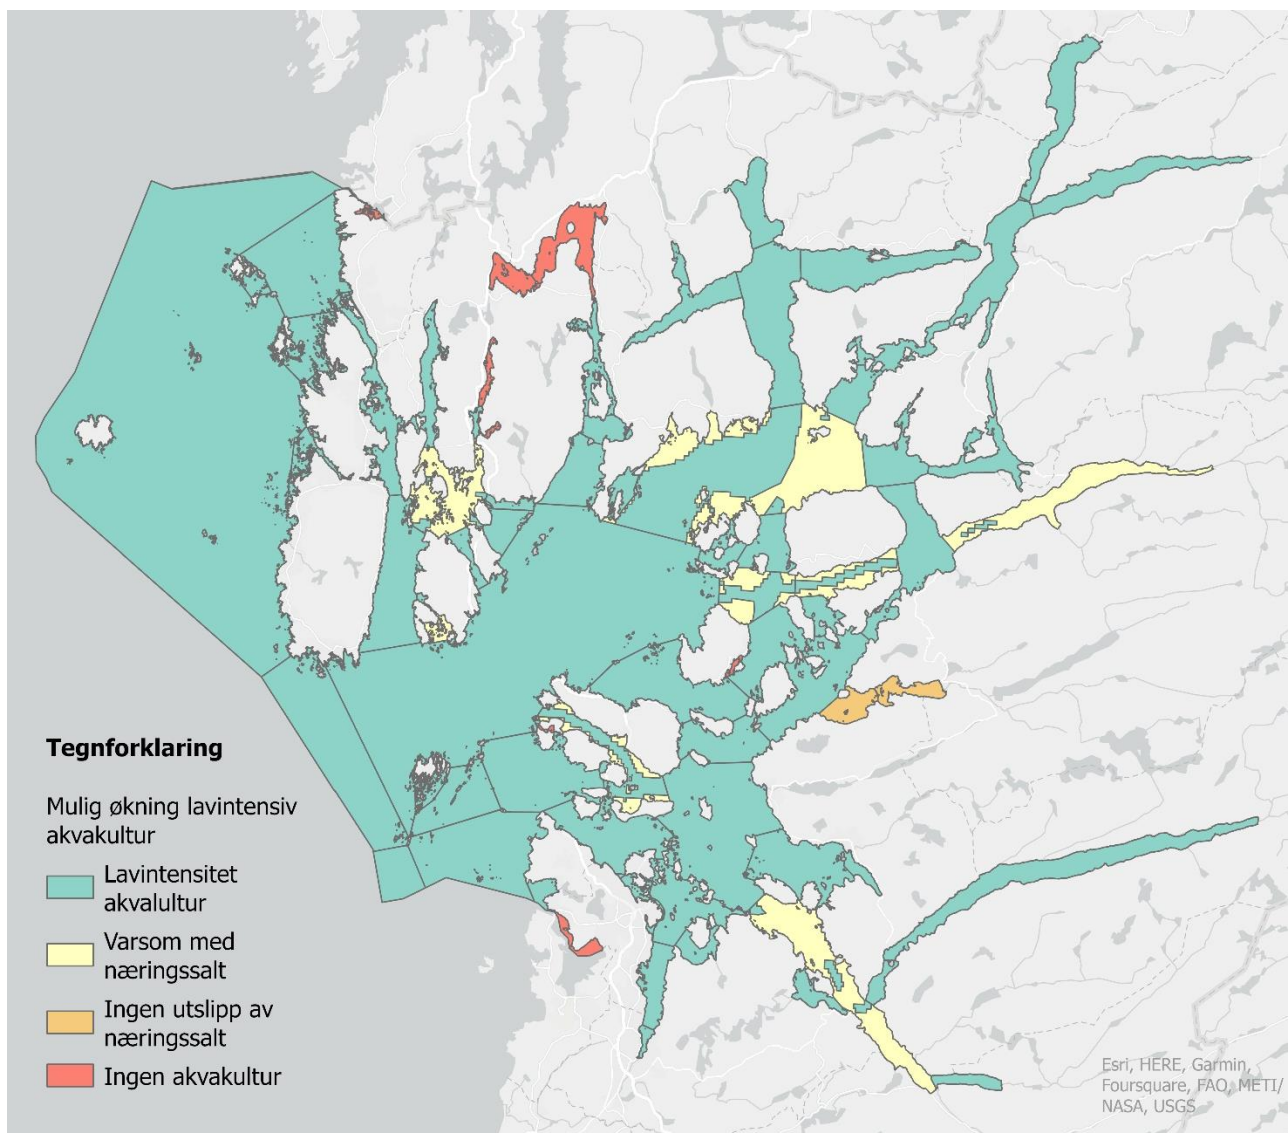 Tegnforklaring
Mulig økning lavintensiv
akvakultur
Lavintensitet
akvalultur
Varsom med
næringssalt
Ingen utslipp av
næringssalt
Ingen akvakultur
Esri, HERE, Garmin,
Foursquare, FAO, METI/
NASA, USGS